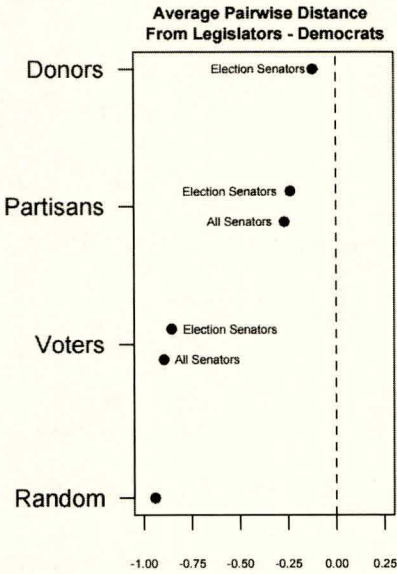 Average Pairwise Distance
From Legislators - Democrats
Donors
Election Senators
Partisans
Election Senators
All Senators
Voters
Election Senators
All Senators
Random
-1.00 -0.75 -0.50 -0.25 0.00 0.25